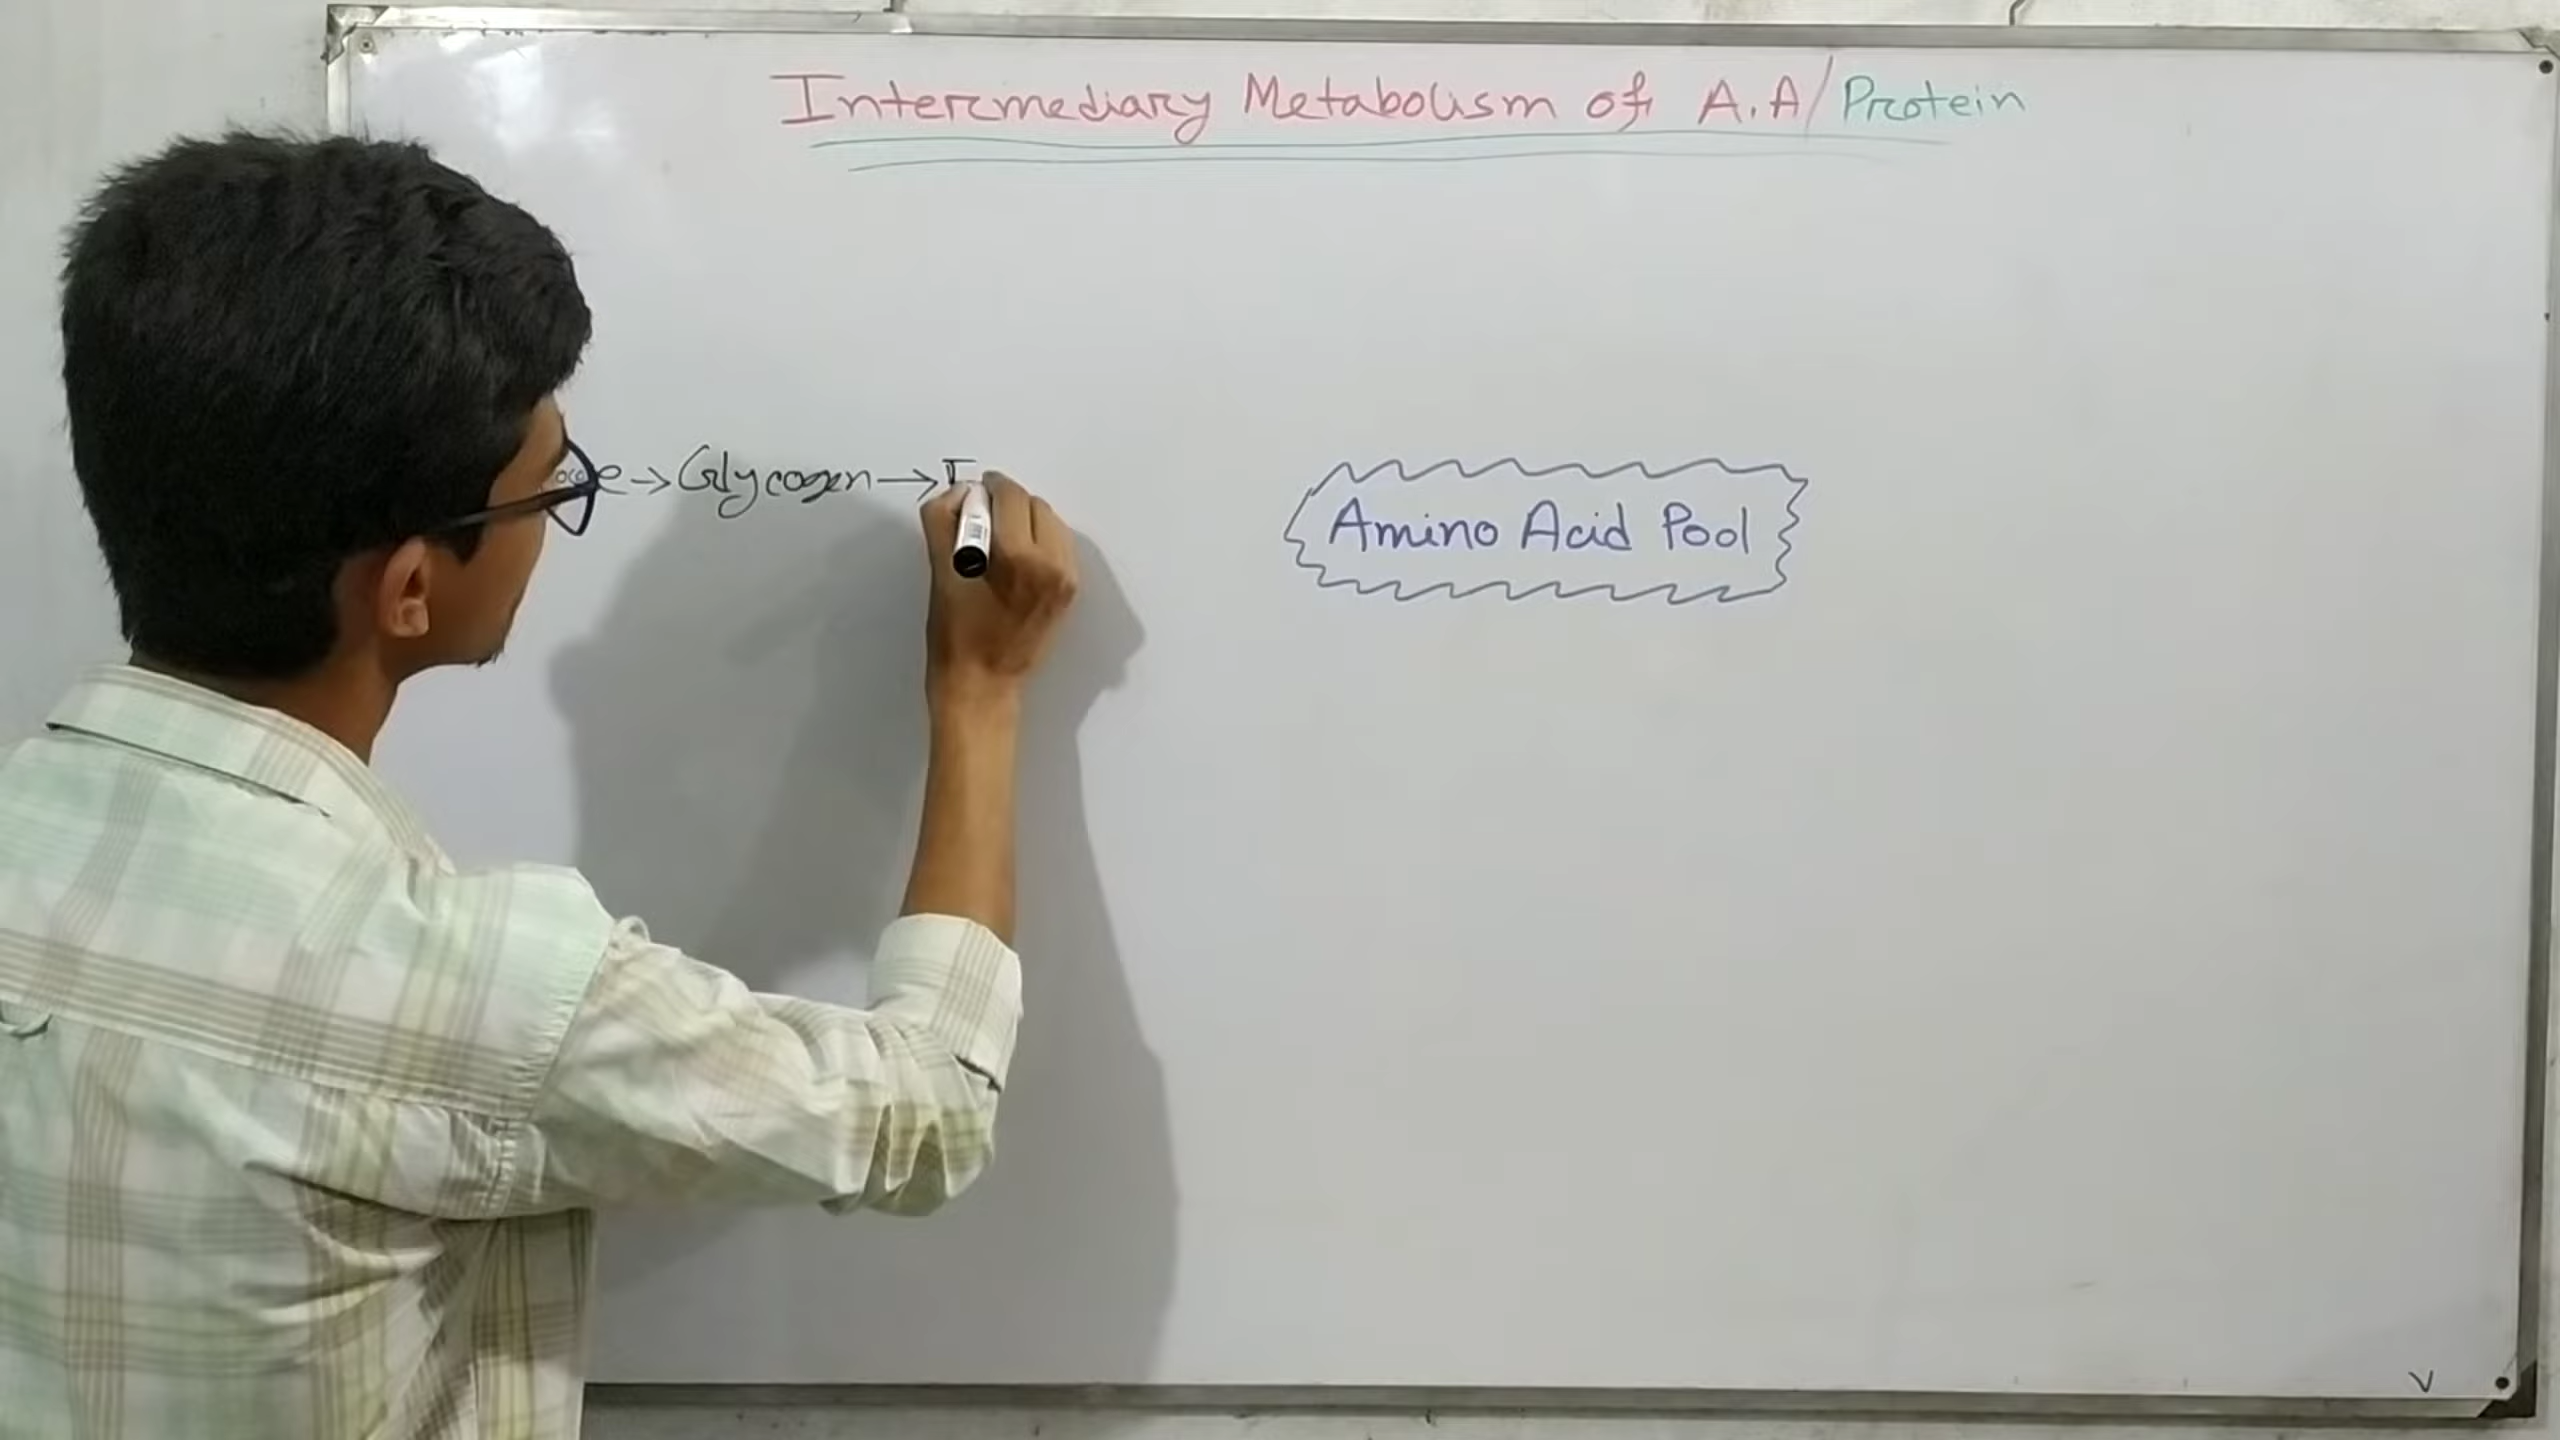 Intermediary Metabolism of A.A/Protein
→ Glycogen →
Amino Acid Pool
V